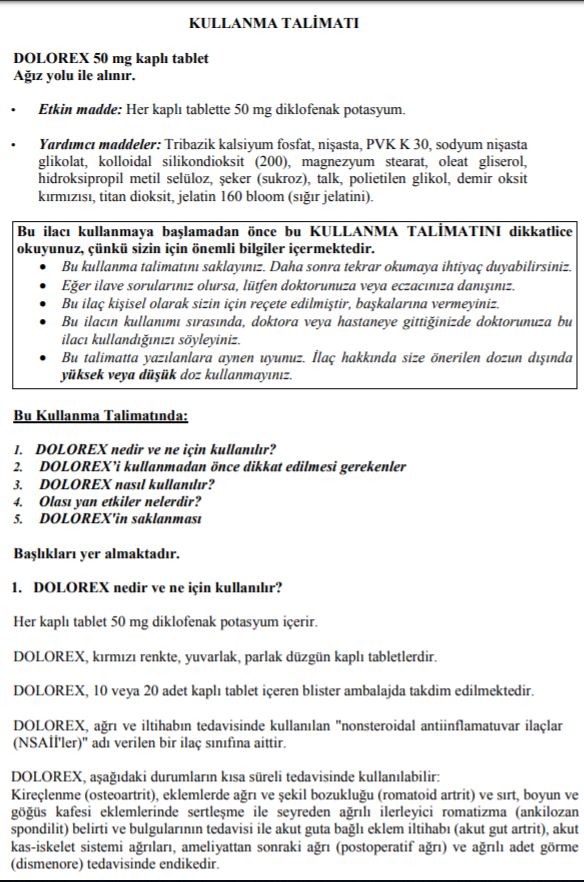 KULLANMA TALİMATI
DOLOREX 50 mg kaplı tablet
Ağız yolu ile alınır.
• Etkin madde: Her kaplı tablette 50 mg diklofenak potasyum.
• Yardımcı maddeler: Tribazik kalsiyum fosfat, nişasta, PVK K 30, sodyum nişasta
glikolat, kolloidal silikondioksit (200), magnezyum stearat, oleat gliserol,
hidroksipropil metil selüloz, şeker (sukroz), talk, polietilen glikol, demir oksit
kırmızısı, titan dioksit, jelatin 160 bloom (sığır jelatini).
Bu ilacı kullanmaya başlamadan önce bu KULLANMA TALİMATINI dikkatlice
okuyunuz, çünkü sizin için önemli bilgiler içermektedir.
• Bu kullanma talimatını saklayınız. Daha sonra tekrar okumaya ihtiyaç duyabilirsiniz.
• Eğer ilave sorularınız olursa, lütfen doktorunuza veya eczacınıza danışınız.
• Bu ilaç kişisel olarak sizin için reçete edilmiştir, başkalarına vermeyiniz.
• Bu ilacın kullanımı sırasında, doktora veya hastaneye gittiğinizde doktorunuza bu
ilacı kullandığınızı söyleyiniz.
• Bu talimatta yazılanlara aynen uyunuz. İlaç hakkında size önerilen dozun dışında
yüksek veya düşük doz kullanmayınız.
Bu Kullanma Talimatında:
1. DOLOREX nedir ve ne için kullanılır?
2. DOLOREX'i kullanmadan önce dikkat edilmesi gerekenler
3. DOLOREX nasıl kullanılır?
4. Olası yan etkiler nelerdir?
5. DOLOREX'in saklanması
Başlıkları yer almaktadır.
1. DOLOREX nedir ve ne için kullanılır?
Her kaplı tablet 50 mg diklofenak potasyum içerir.
DOLOREX, kırmızı renkte, yuvarlak, parlak düzgün kaplı tabletlerdir.
DOLOREX, 10 veya 20 adet kaplı tablet içeren blister ambalajda takdim edilmektedir.
DOLOREX, ağrı ve iltihabın tedavisinde kullanılan "nonsteroidal antiinflamatuvar ilaçlar
(NSAİİ'ler)" adı verilen bir ilaç sınıfına aittir.
DOLOREX, aşağıdaki durumların kısa süreli tedavisinde kullanılabilir:
Kireçlenme (osteoartrit), eklemlerde ağrı ve şekil bozukluğu (romatoid artrit) ve sırt, boyun ve
göğüs kafesi eklemlerinde sertleşme ile seyreden ağrılı ilerleyici romatizma (ankilozan
spondilit) belirti ve bulgularının tedavisi ile akut guta bağlı eklem iltihabı (akut gut artrit), akut
kas-iskelet sistemi ağrıları, ameliyattan sonraki ağrı (postoperatif ağrı) ve ağrılı adet görme
(dismenore) tedavisinde endikedir.